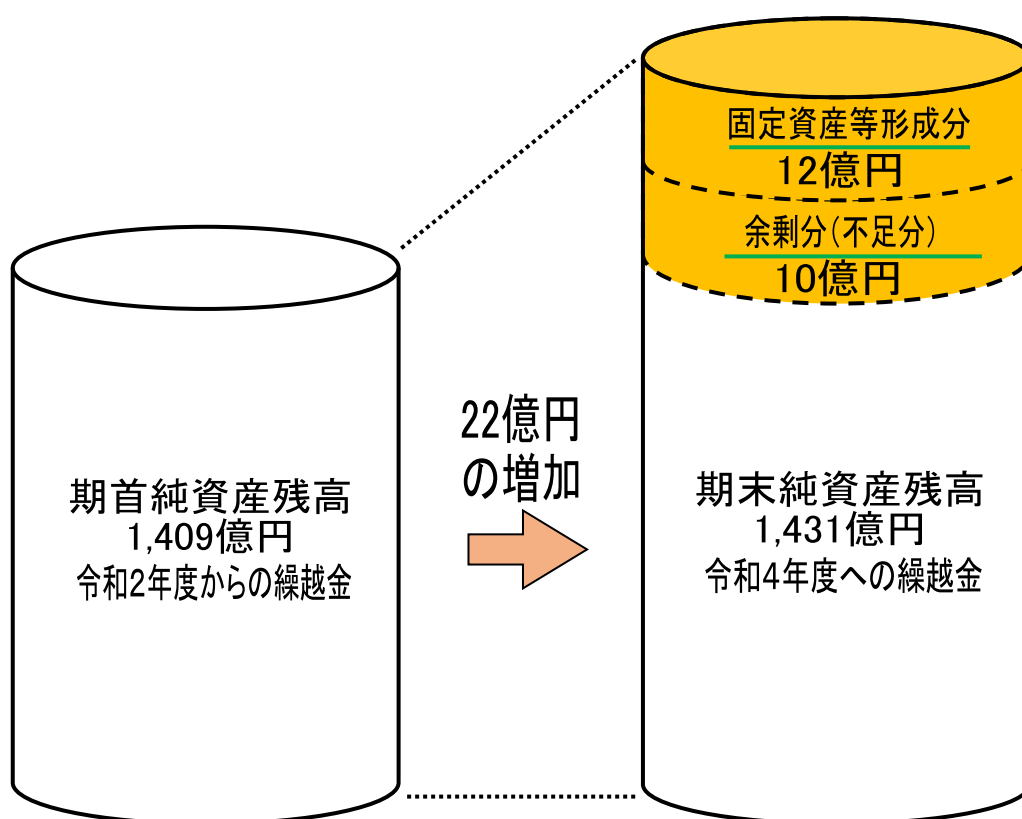 固定資産等形成分
12億円
余剰分（不足分）
10億円
22億円
の増加
期首純資産残高
1,409億円
令和2年度からの繰越金
期末純資産残高
1,431億円
令和4年度への繰越金